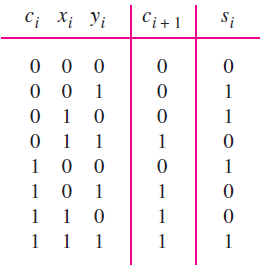 c_i x_i y_i c_{i+1} s_i
0 0 0 0 0
0 0 1 0 1
0 1 0 0 1
0 1 1 1 0
1 0 0 0 1
1 0 1 1 0
1 1 0 1 0
1 1 1 1 1